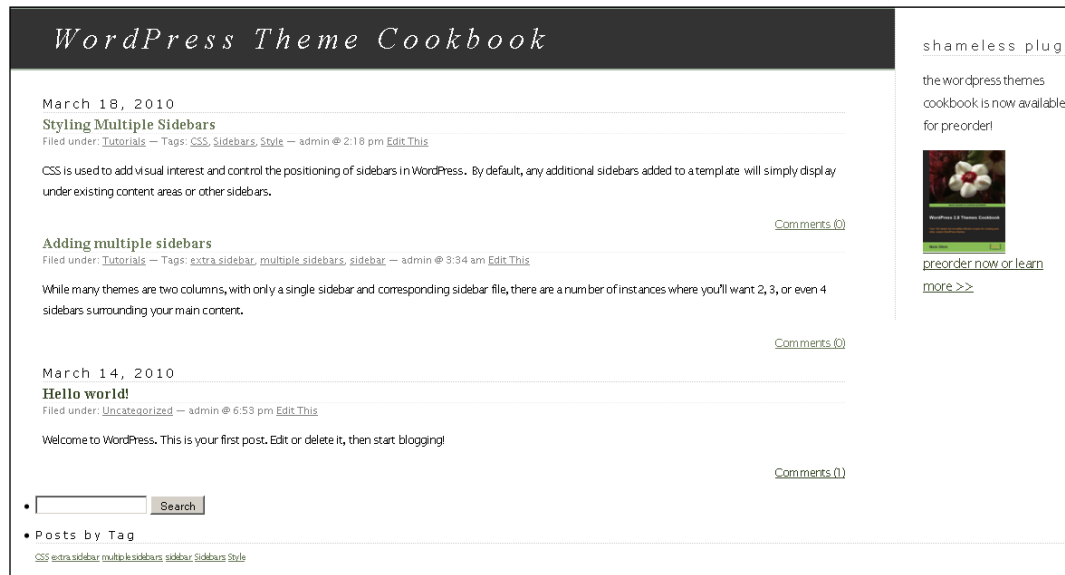 WordPress Theme Cookbook
March 18, 2010
Styling Multiple Sidebars
Filed under: Tutorials — Tags: CSS, Sidebars, Style — admin @ 2:18 pm Edit This
CSS is used to add visual interest and control the positioning of sidebars in WordPress. By default, any additional sidebars added to a template will simply display
under existing content areas or other sidebars.
Comments (0)
Adding multiple sidebars
Filed under: Tutorials — Tags: extra sidebar, multiple sidebars, sidebar — admin @ 3:34 am Edit This
While many themes are two columns, with only a single sidebar and corresponding sidebar file, there are a number of instances where you'll want 2, 3, or even 4
sidebars surrounding your main content.
Comments (0)
March 14, 2010
Hello world!
Filed under: Uncategorized — admin @ 6:53 pm Edit This
Welcome to WordPress. This is your first post. Edit or delete it, then start blogging!
Comments (1)
Search
Posts by Tag
CSS extra sidebar multiple sidebars sidebar Sidebars Style
shameless plug
the wordpress themes
cookbook is now available
for preorder!
WordPress 2.8 Themes Cookbook
preorder now or learn
more >>